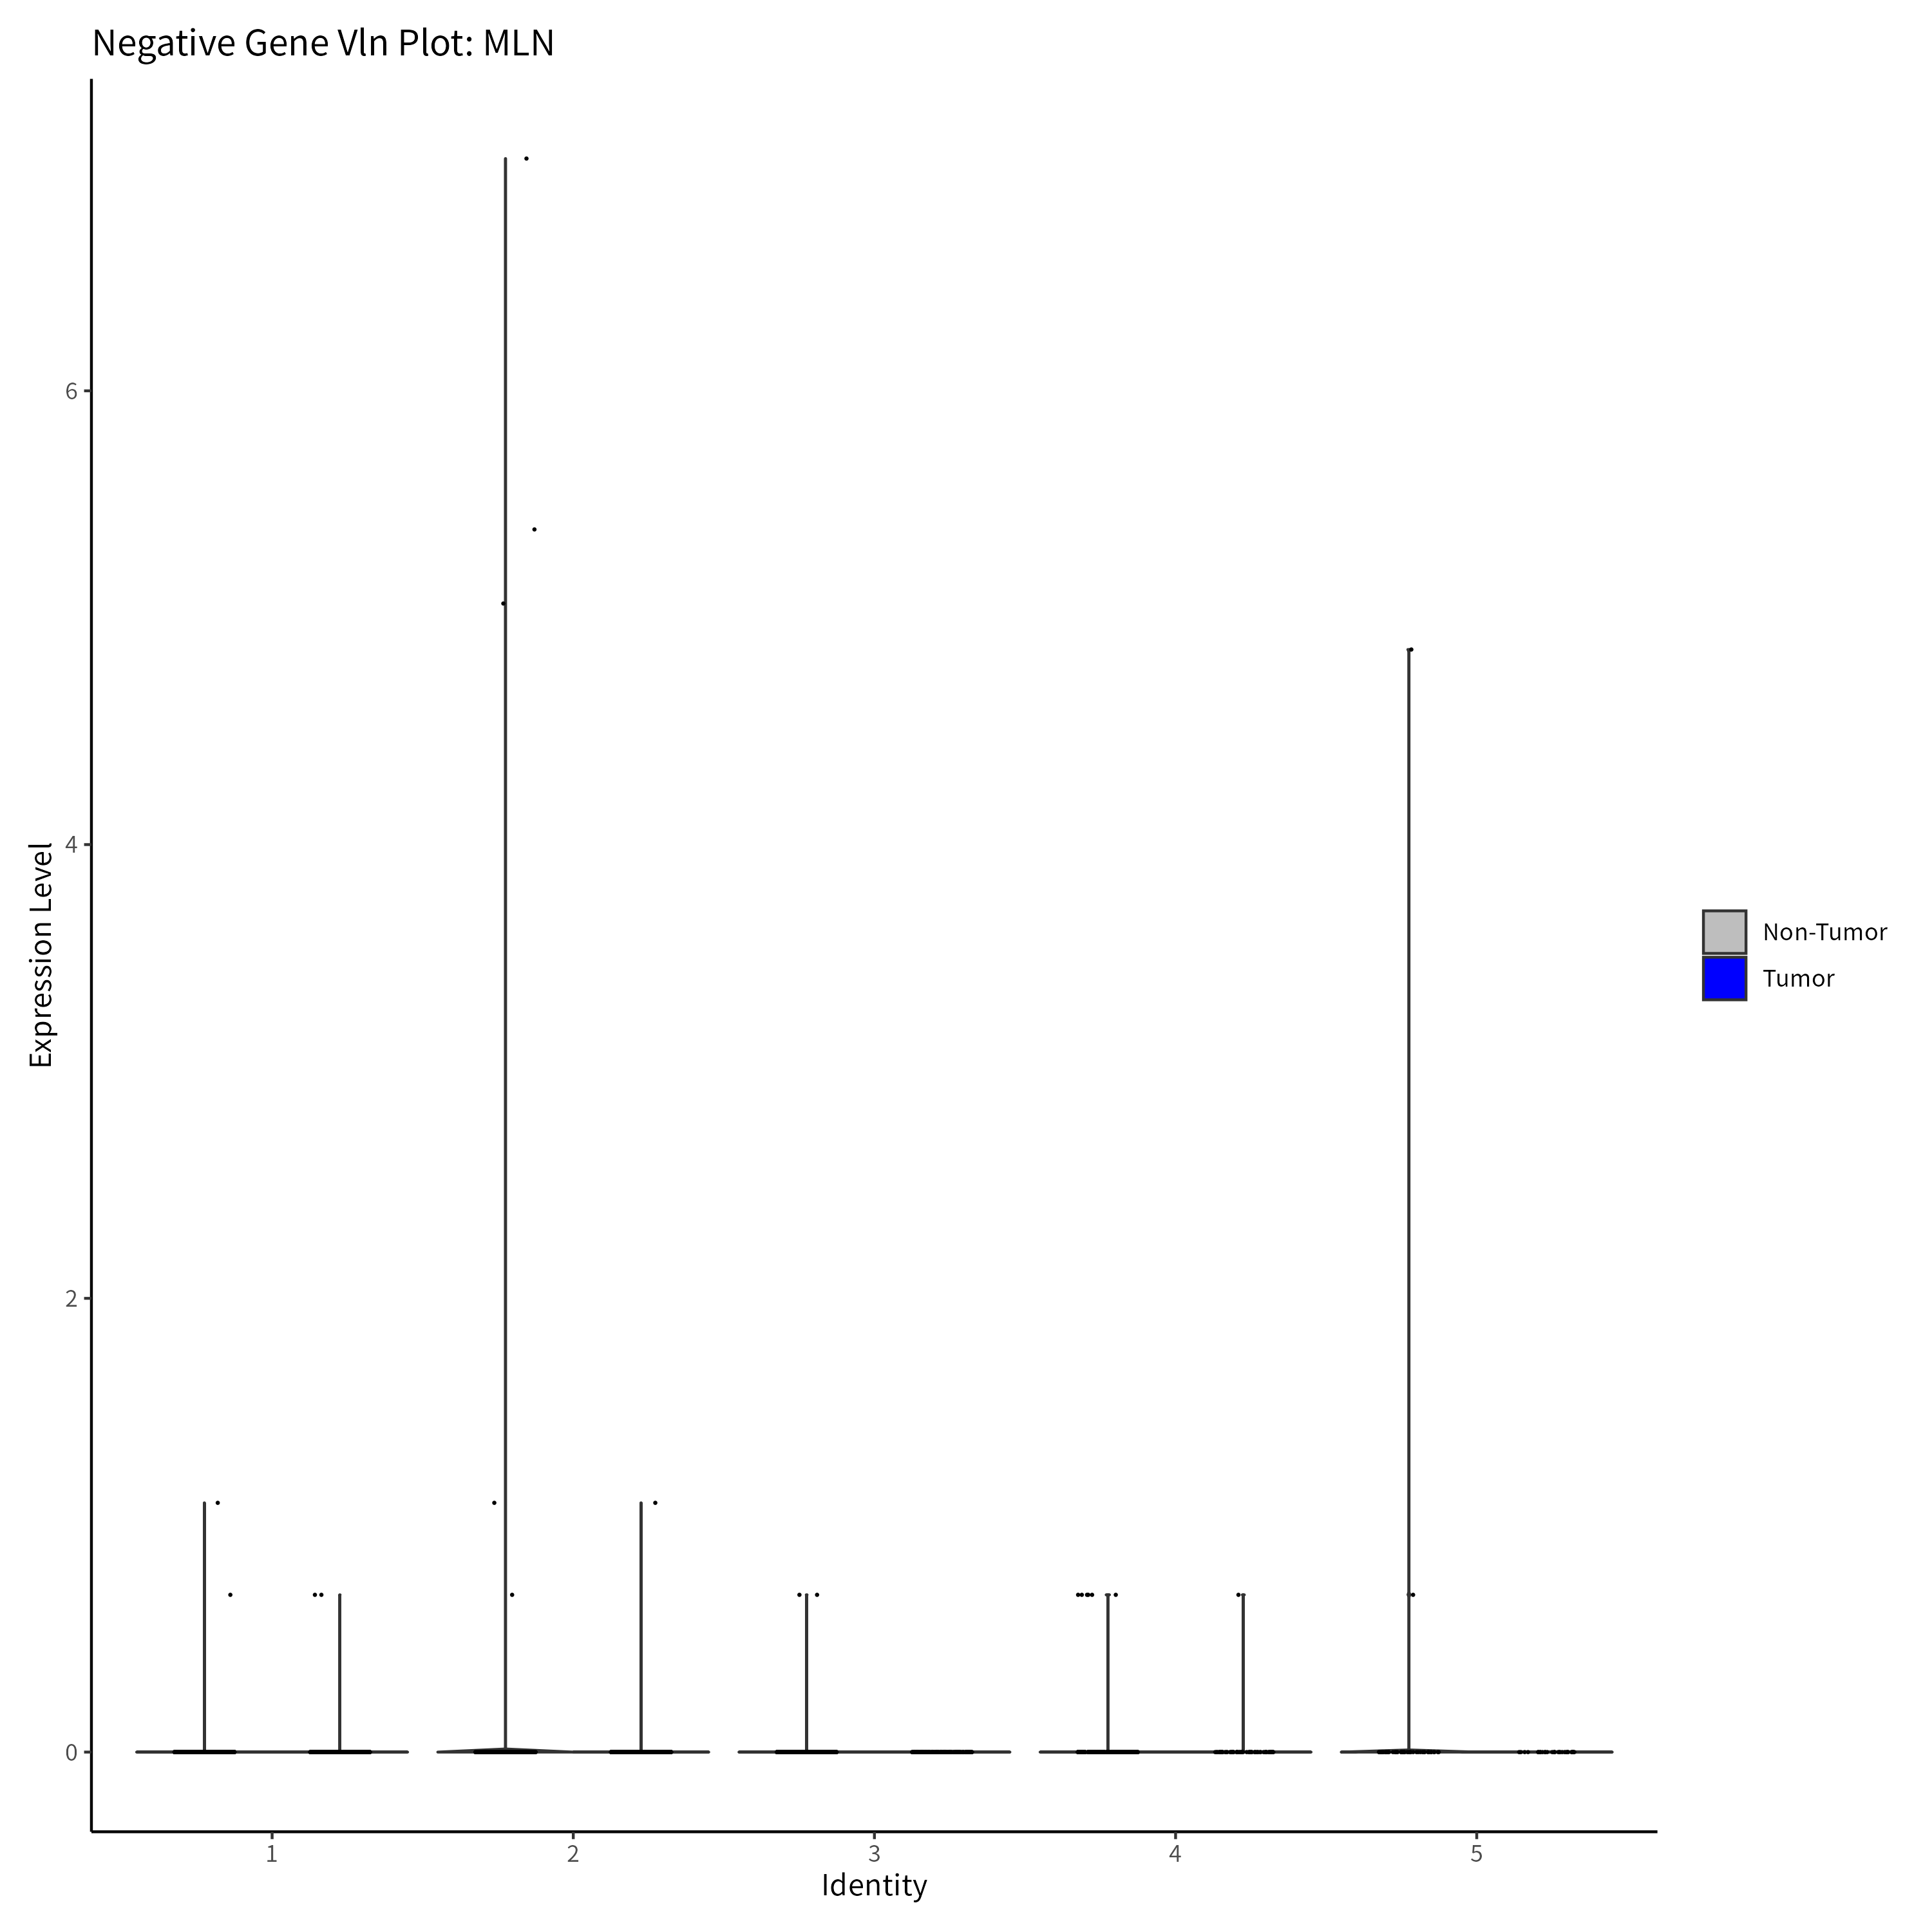 Negative Gene Vln Plot: MLN
6
4
2
0
Expression Level
1 2 3 4 5
Identity
Non-Tumor
Tumor